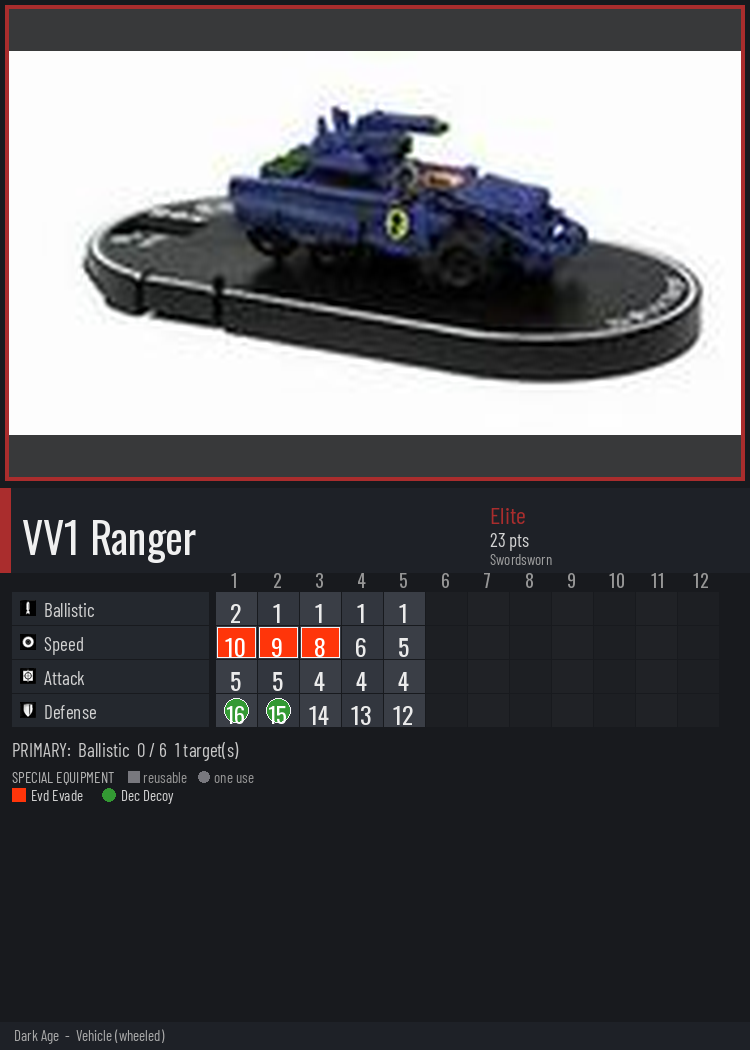 VV1 Ranger
Elite
23 pts
Swordsworn
1 2 3 4 5 6 7 8 9 10 11 12
Ballistic 2 1 1 1 1
Speed 10 9 8 6 5
Attack 5 5 4 4 4
Defense 16 15 14 13 12
PRIMARY: Ballistic 0 / 6 1 target(s)
SPECIAL EQUIPMENT reusable one use
Evd Evade Dec Decoy
Dark Age - Vehicle (wheeled)